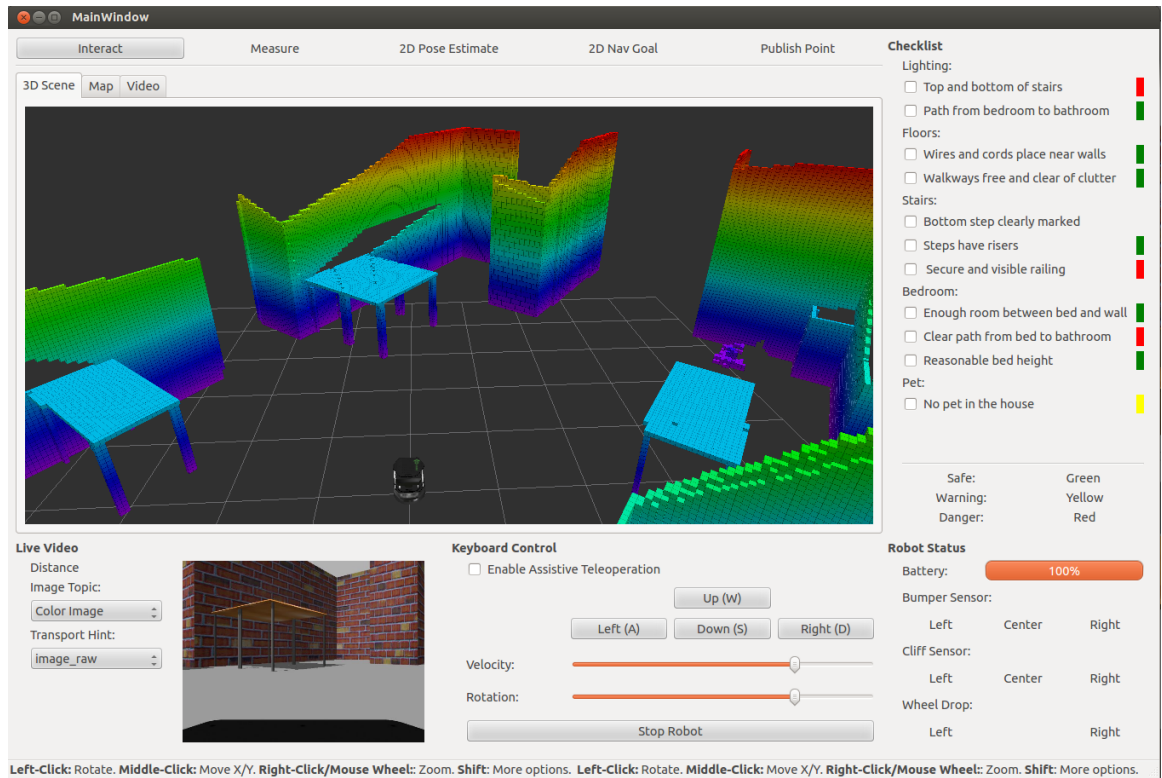 MainWindow
Interact Measure 2D Pose Estimate 2D Nav Goal Publish Point
3D Scene Map Video
Checklist
Lighting:
Top and bottom of stairs
Path from bedroom to bathroom
Floors:
Wires and cords place near walls
Walkways free and clear of clutter
Stairs:
Bottom step clearly marked
Steps have risers
Secure and visible railing
Bedroom:
Enough room between bed and wall
Clear path from bed to bathroom
Reasonable bed height
Pet:
No pet in the house
Safe: Green
Warning: Yellow
Danger: Red
Live Video
Distance
Image Topic:
Color Image
Transport Hint:
image_raw
Keyboard Control
Enable Assistive Teleoperation
Up (W)
Left (A) Down (S) Right (D)
Velocity:
Rotation:
Stop Robot
Robot Status
Battery: 100%
Bumper Sensor:
Left Center Right
Cliff Sensor:
Left Center Right
Wheel Drop:
Left Right
Left-Click: Rotate. Middle-Click: Move X/Y. Right-Click/Mouse Wheel:: Zoom. Shift: More options. Left-Click: Rotate. Middle-Click: Move X/Y. Right-Click/Mouse Wheel:: Zoom. Shift: More options.